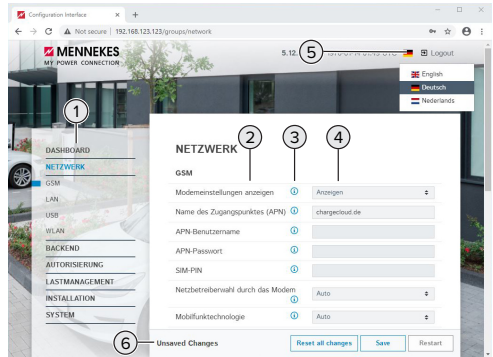 Configuration Interface
Not secure | 192.168.123.123/groups/network
MENNEKES
MY POWER CONNECTION
5.12.
Logout
English
Deutsch
Nederlands
1
2
3
4
5
6
DASHBOARD
NETZWERK
GSM
LAN
USB
WLAN
BACKEND
AUTORISIERUNG
LASTMANAGEMENT
INSTALLATION
SYSTEM
NETZWERK
GSM
Modemeinstellungen anzeigen
Anzeigen
Name des Zugangspunktes (APN)
chargecloud.de
APN-Benutzername
APN-Passwort
SIM-PIN
Netzbetreiberwahl durch das Modem
Auto
Mobilfunktechnologie
Auto
Unsaved Changes
Reset all changes
Save
Restart